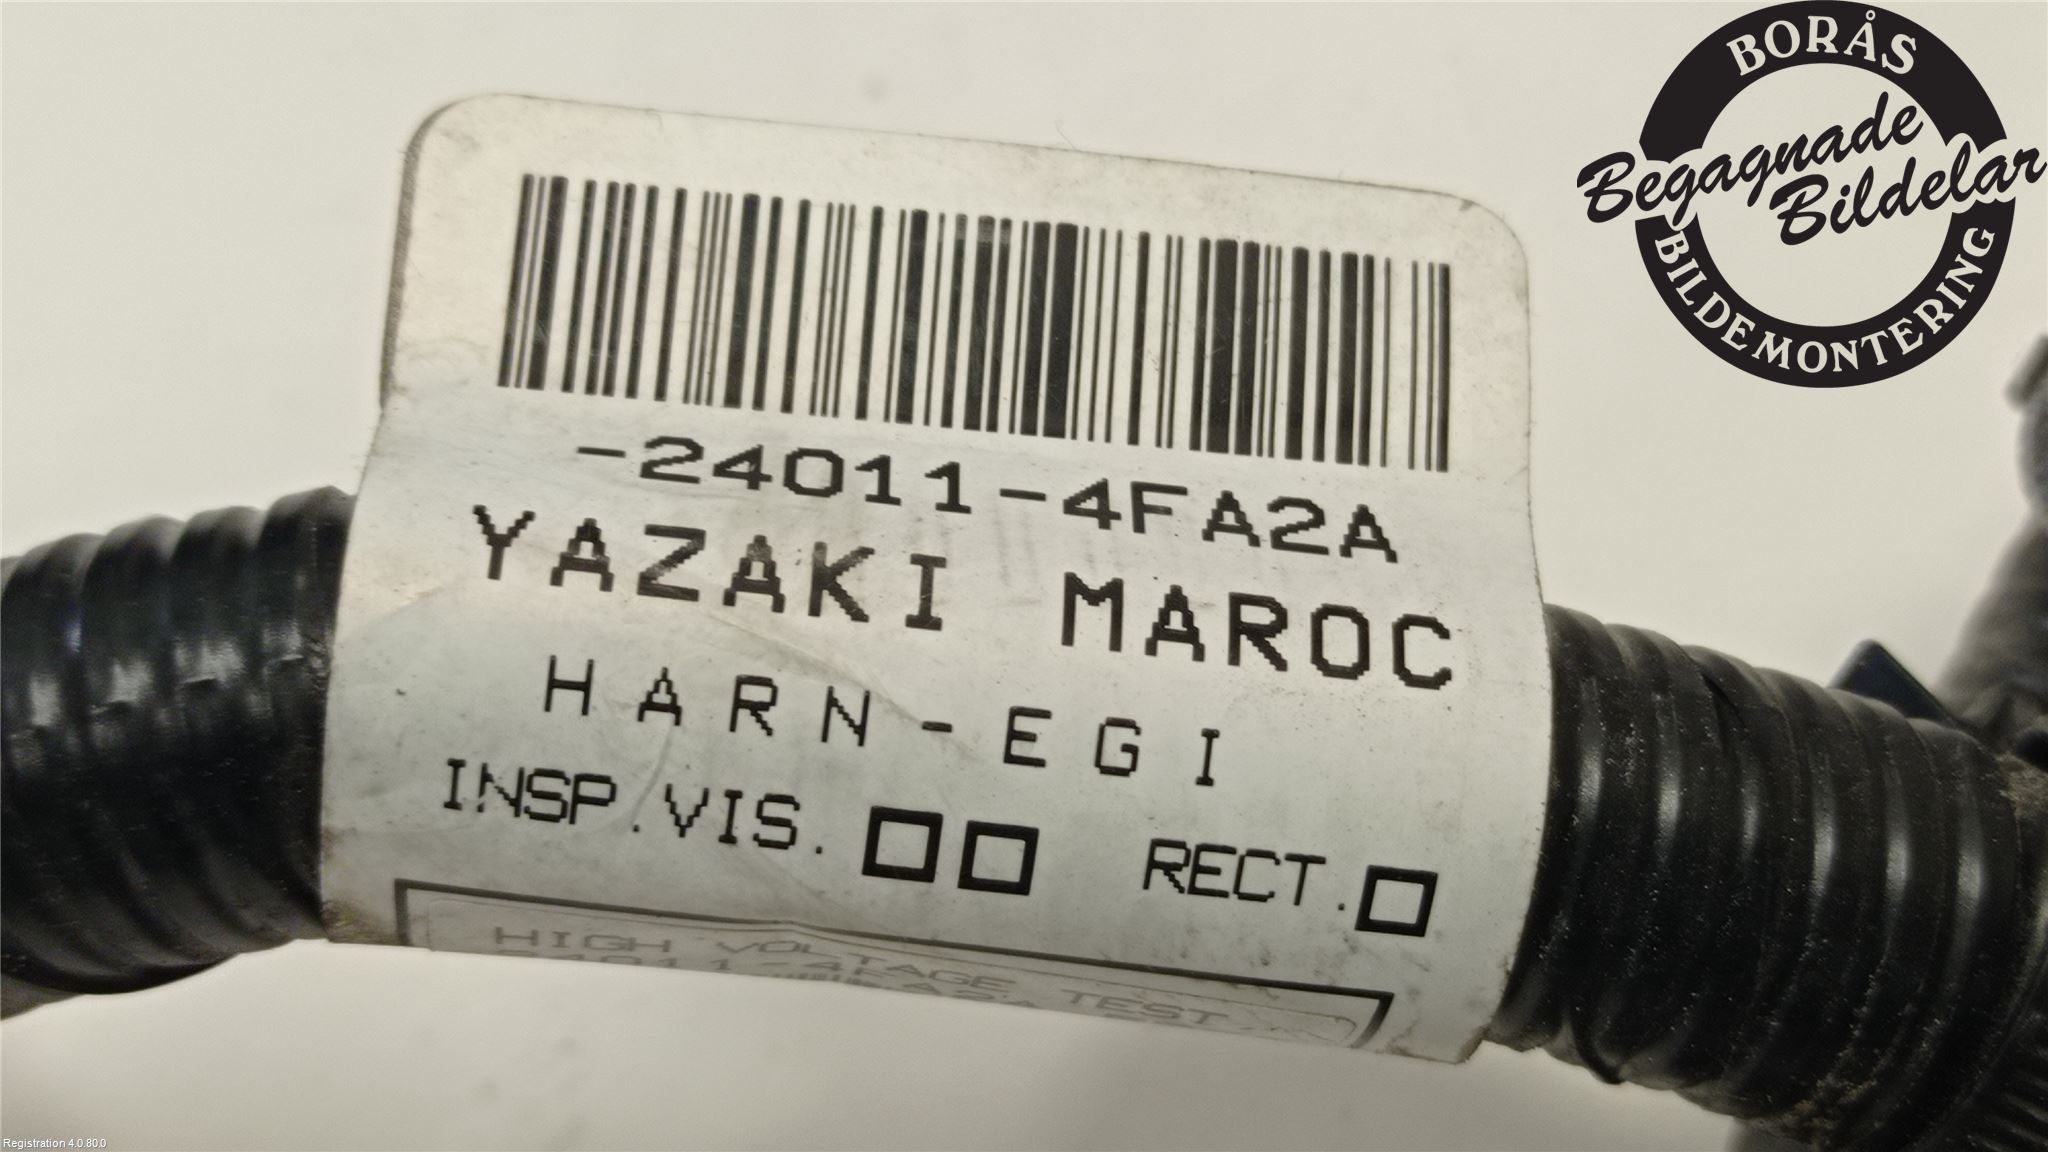 BORÅS
Begagnade
Bildelar
BILDEMONTERING
-24011-4FA2A
YAZAKI MAROC
HARN-EGI
INSP.VIS. □□ RECT.□
HIGH VOLTAGE TEST
Registration 4.0.80.0